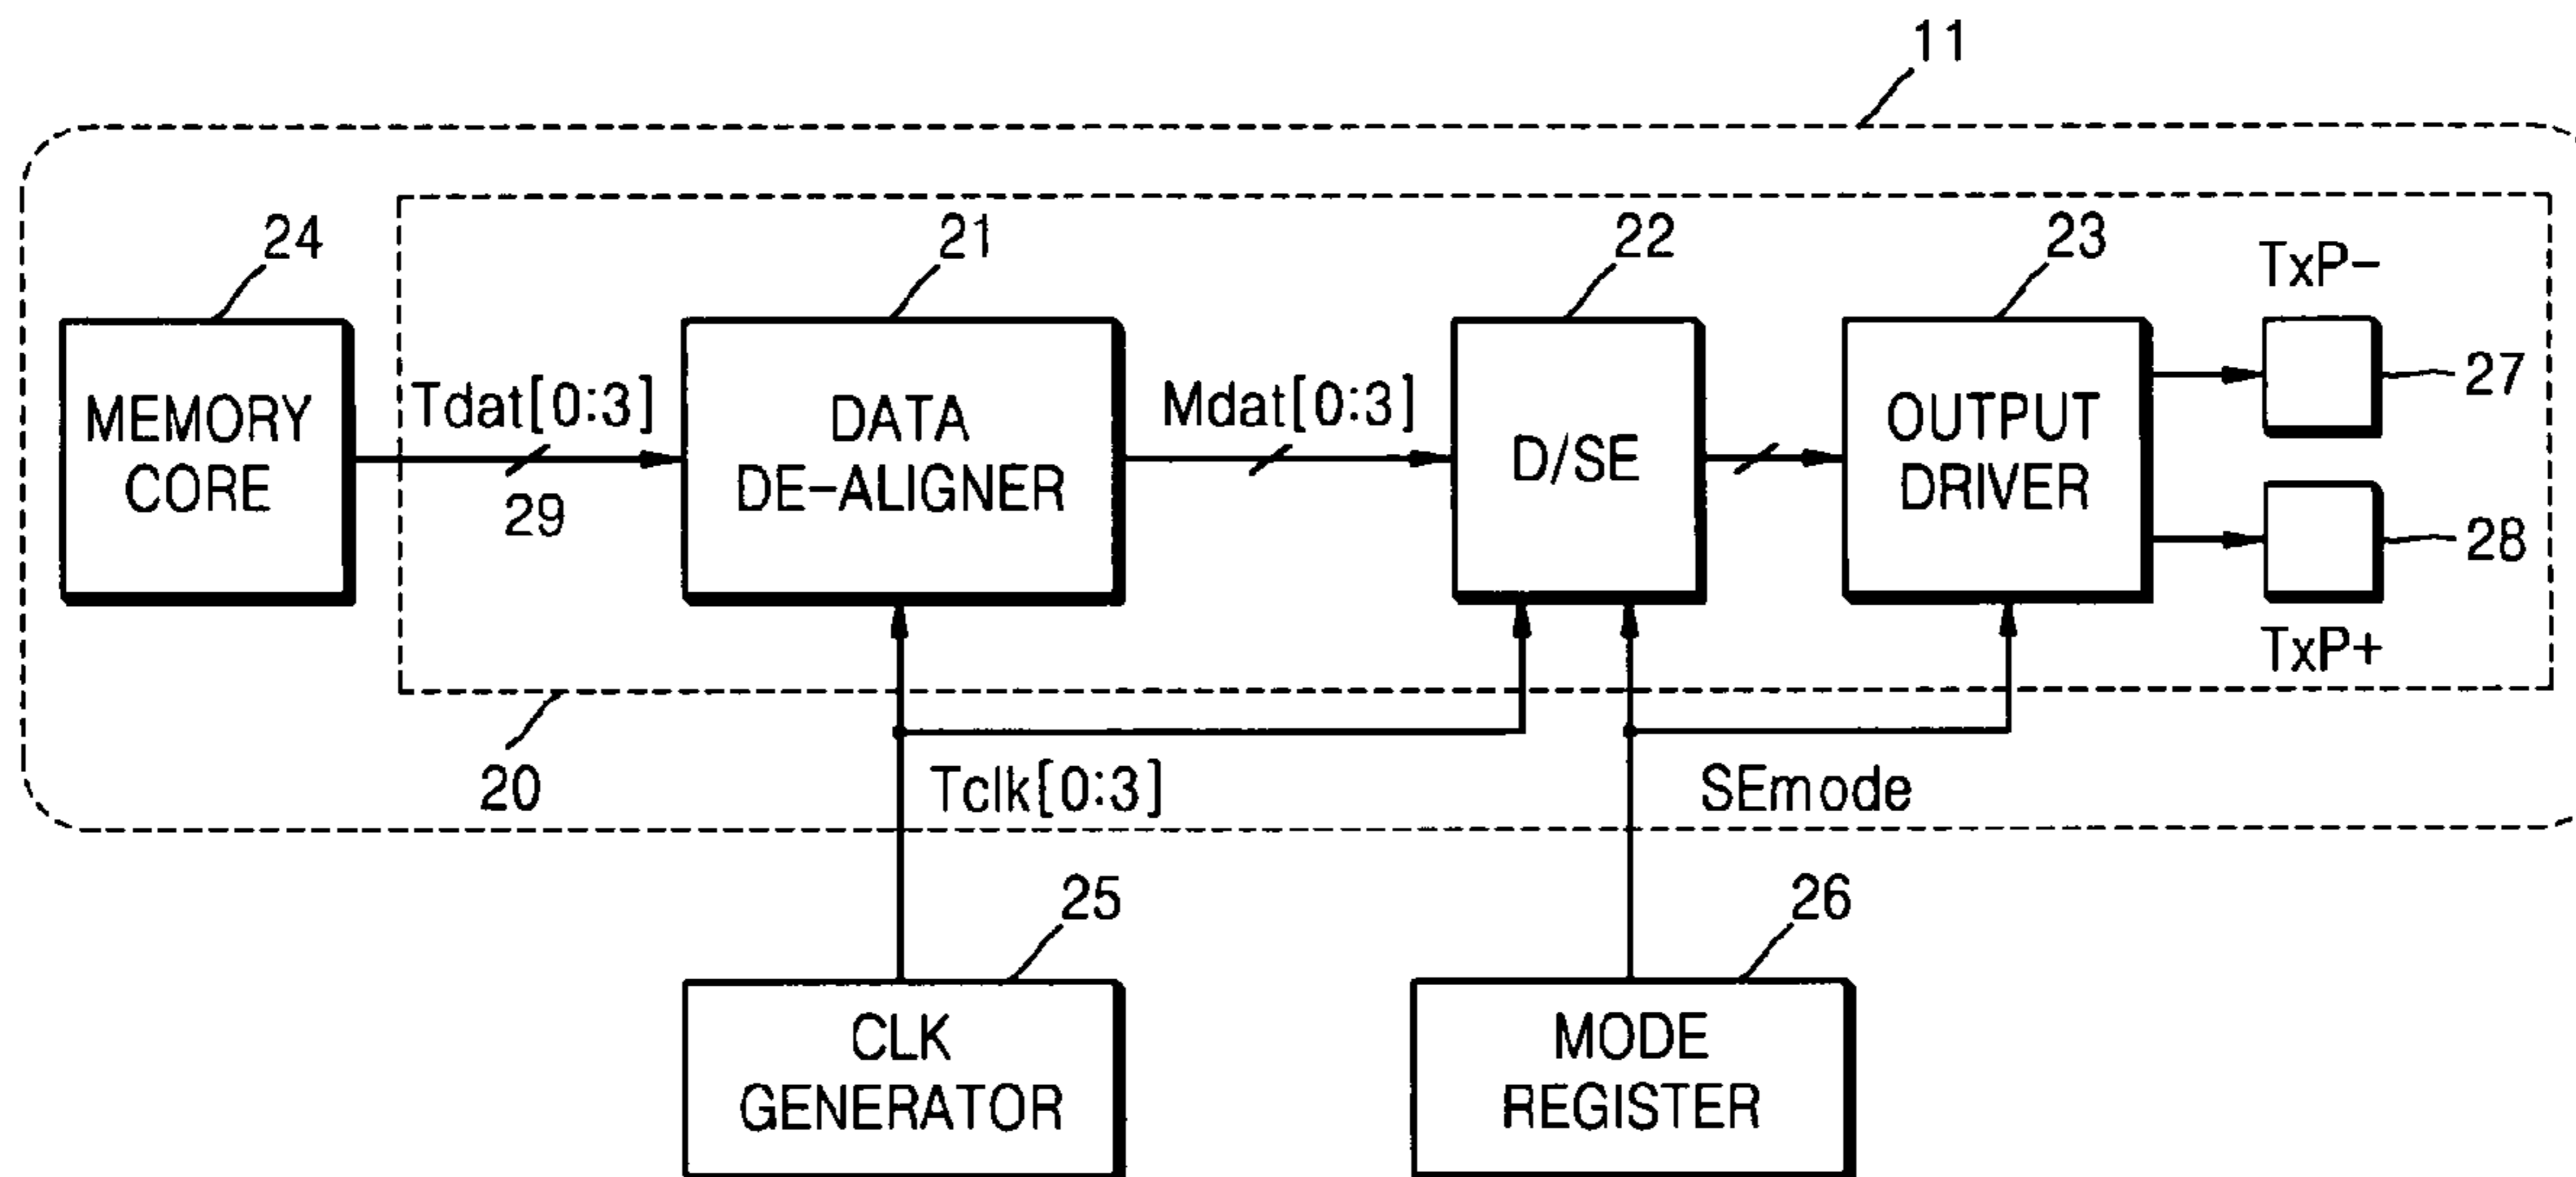 11
24
21
22
23
TxP-
MEMORY
CORE
Tdat[0:3]
29
DATA
DE-ALIGNER
Mdat[0:3]
D/SE
OUTPUT
DRIVER
27
28
TxP+
20
Tclk[0:3]
SEmode
25
26
CLK
GENERATOR
MODE
REGISTER